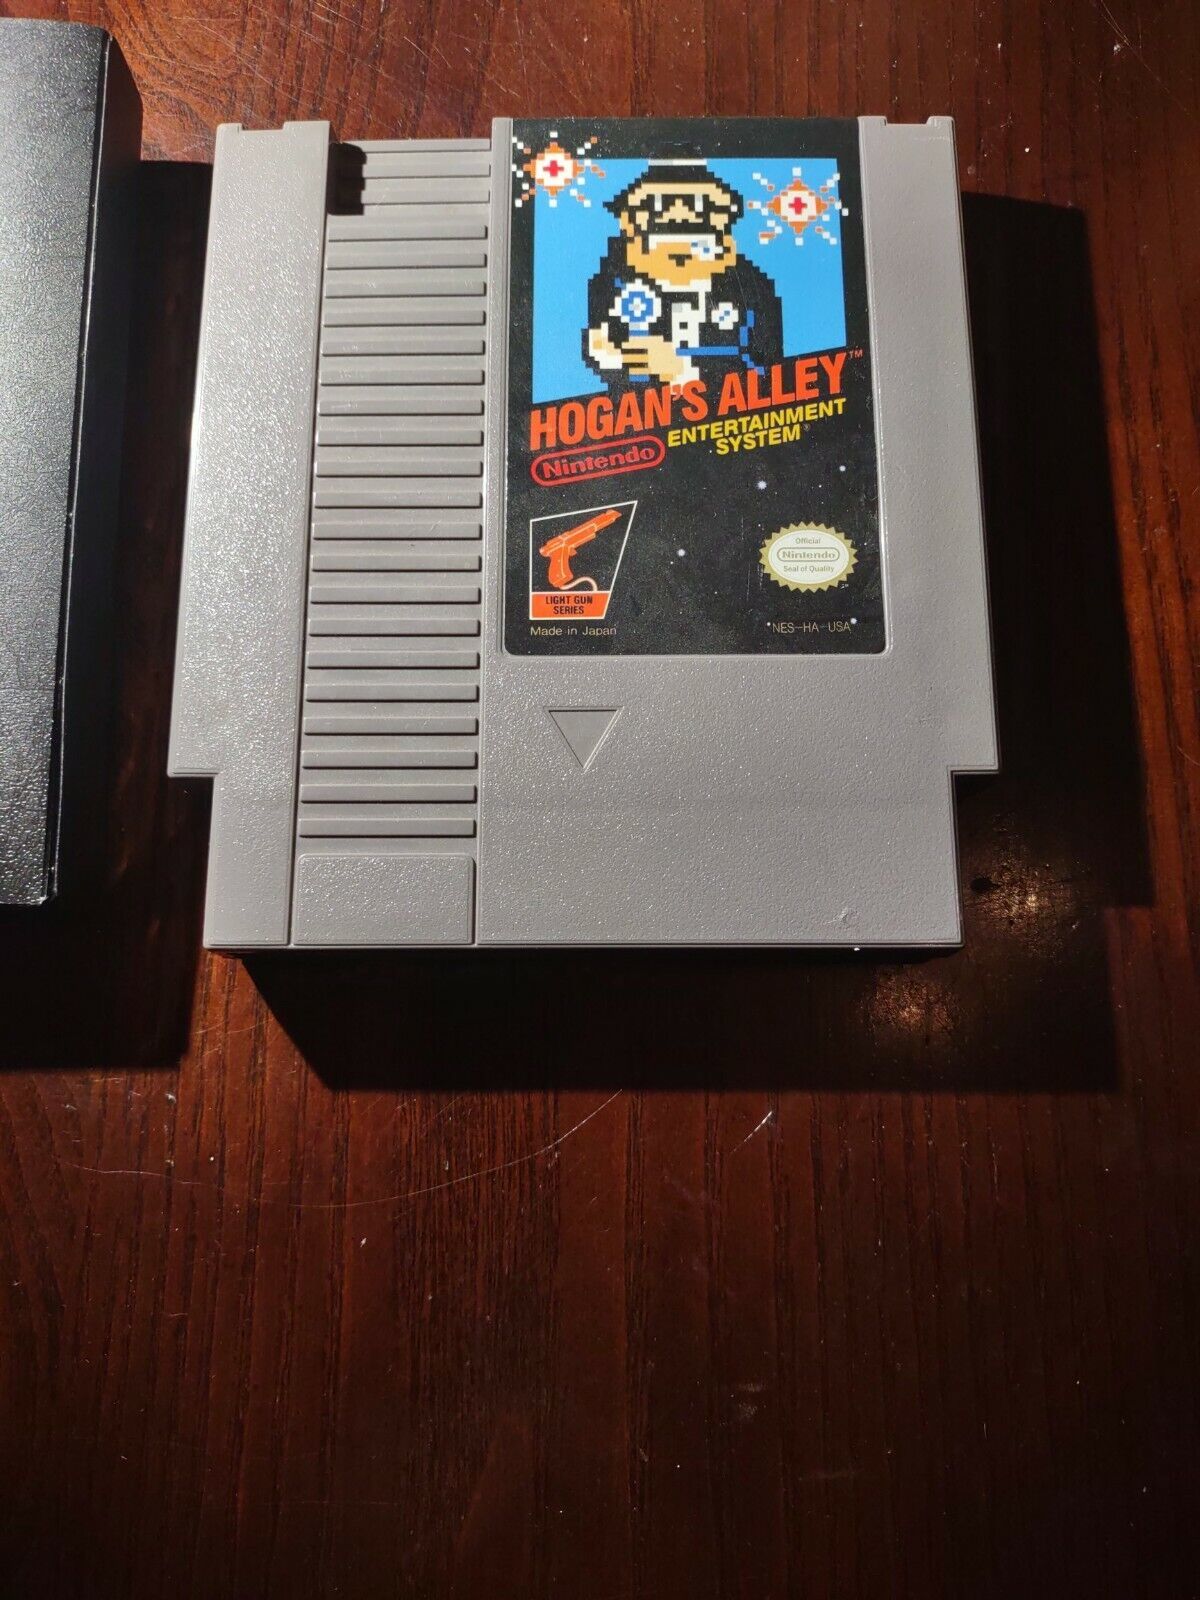 HOGAN'S ALLEY™
Nintendo
ENTERTAINMENT
SYSTEM®
Official
Nintendo
Seal of Quality
LIGHT GUN
SERIES
Made in Japan
NES-HA-USA